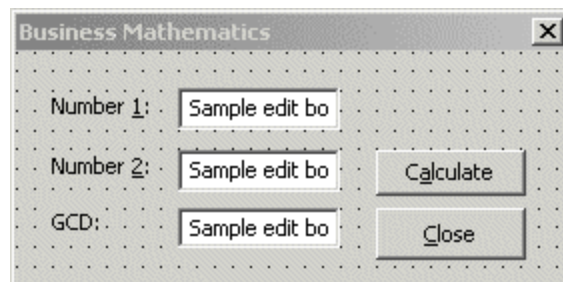 Business Mathematics
Number 1: Sample edit bo
Number 2: Sample edit bo
Calculate
GCD: Sample edit bo
Close